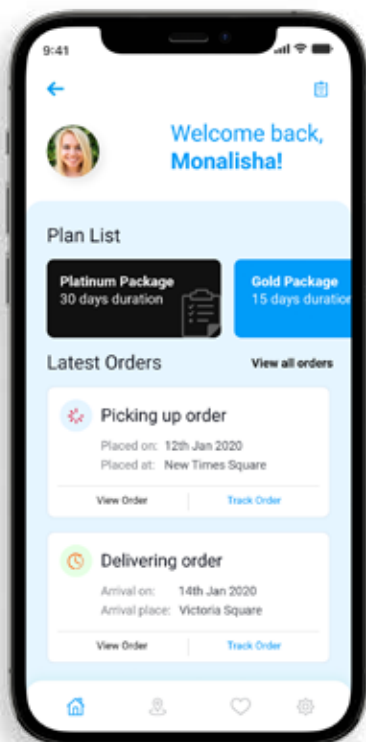 9:41
Welcome back,
Monalisha!
Plan List
Platinum Package
30 days duration
Gold Package
15 days duration
Latest Orders
View all orders
Picking up order
Placed on: 12th Jan 2020
Placed at: New Times Square
View Order
Track Order
Delivering order
Arrival on: 14th Jan 2020
Arrival place: Victoria Square
View Order
Track Order